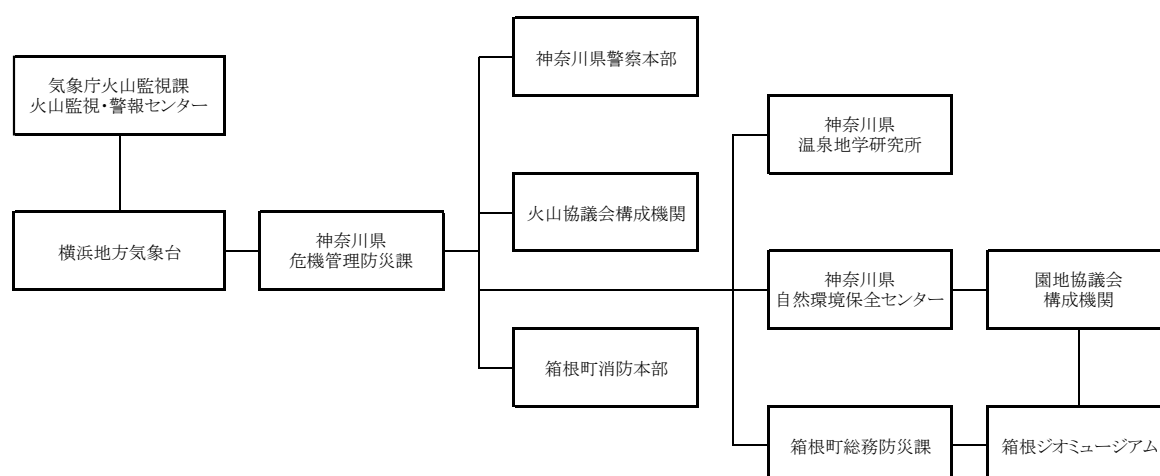 気象庁火山監視課
火山監視・警報センター
横浜地方気象台
神奈川県
危機管理防災課
神奈川県警察本部
火山協議会構成機関
箱根町消防本部
神奈川県
温泉地学研究所
神奈川県
自然環境保全センター
箱根町総務防災課
園地協議会
構成機関
箱根ジオミュージアム